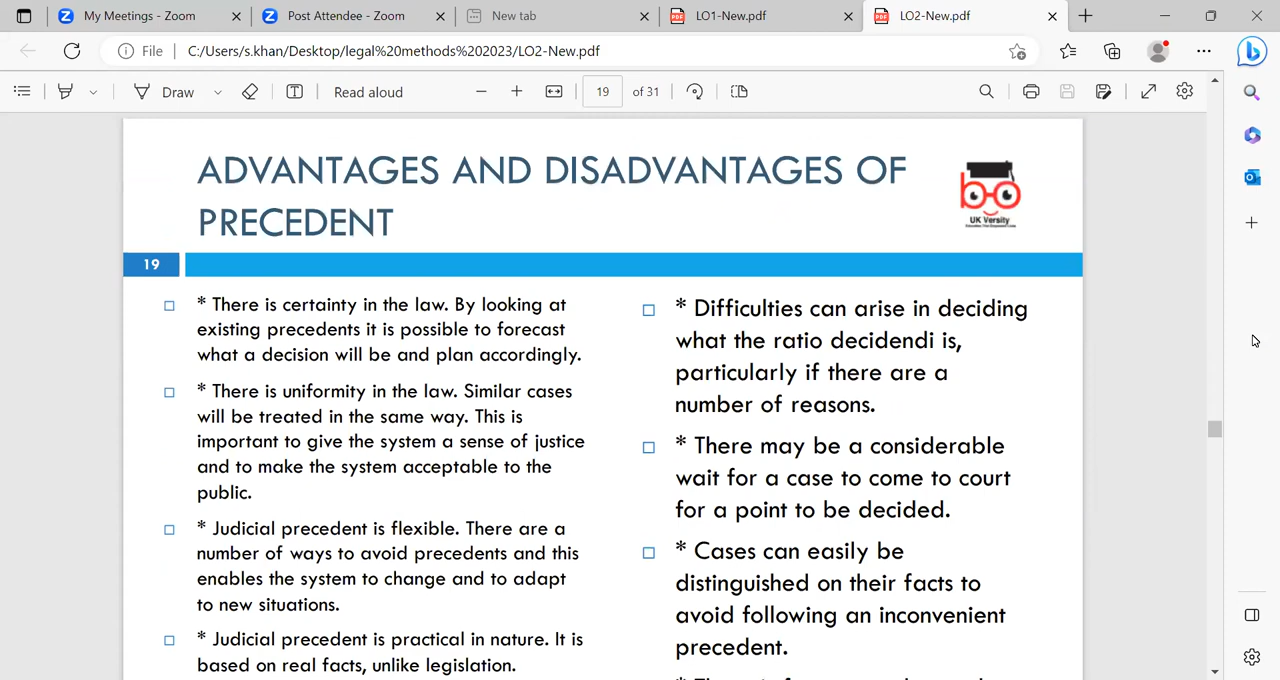 My Meetings - Zoom
Post Attendee - Zoom
New tab
LO1-New.pdf
LO2-New.pdf
File
C:/Users/s.khan/Desktop/legal%20methods%202023/LO2-New.pdf
Draw
Read aloud
19
of 31
ADVANTAGES AND DISADVANTAGES OF
PRECEDENT
UK Versity
19
* There is certainty in the law. By looking at
existing precedents it is possible to forecast
what a decision will be and plan accordingly.
* There is uniformity in the law. Similar cases
will be treated in the same way. This is
important to give the system a sense of justice
and to make the system acceptable to the
public.
* Judicial precedent is flexible. There are a
number of ways to avoid precedents and this
enables the system to change and to adapt
to new situations.
* Judicial precedent is practical in nature. It is
based on real facts, unlike legislation.
* Difficulties can arise in deciding
what the ratio decidendi is,
particularly if there are a
number of reasons.
* There may be a considerable
wait for a case to come to court
for a point to be decided.
* Cases can easily be
distinguished on their facts to
avoid following an inconvenient
precedent.